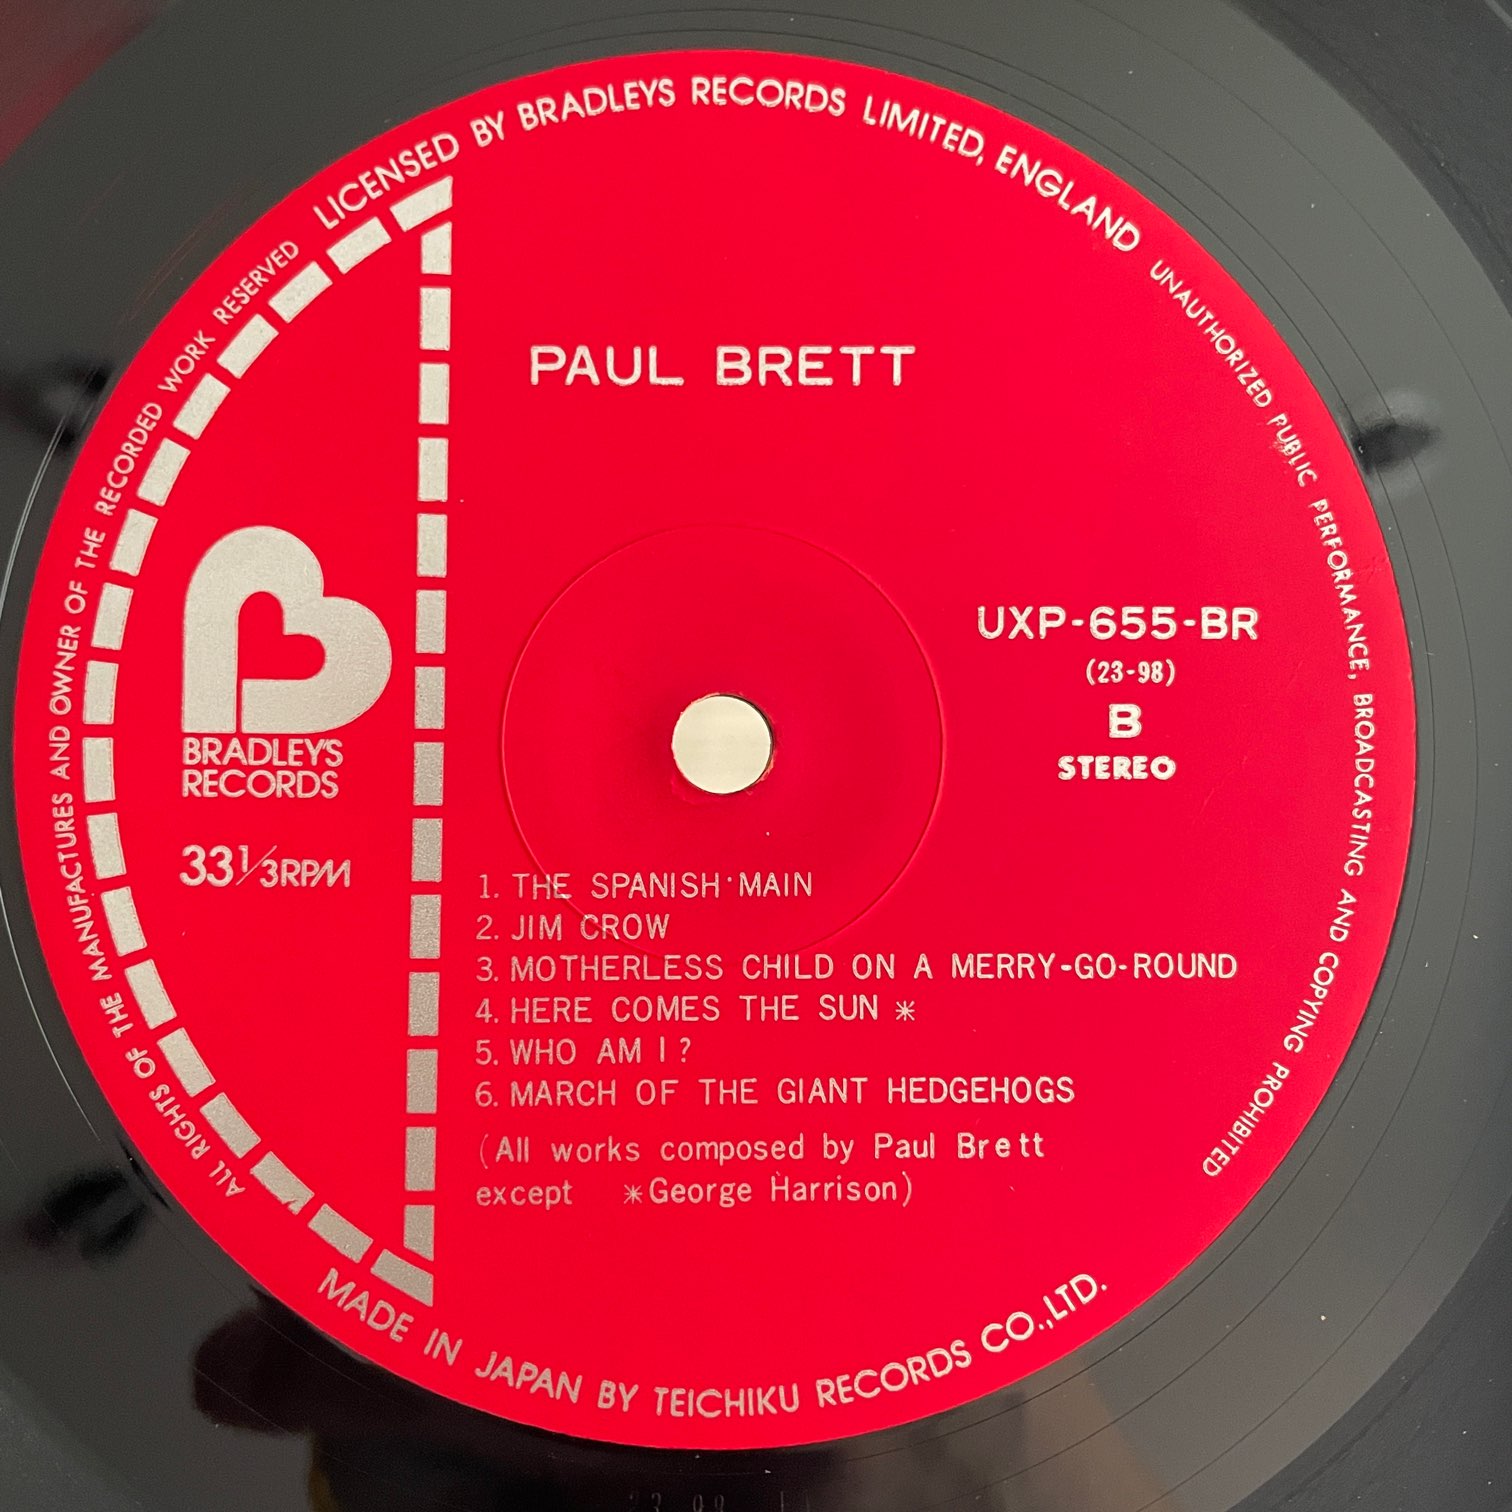 LICENSED BY BRADLEYS RECORDS LIMITED, ENGLAND
UNAUTHORIZED PUBLIC PERFORMANCE, BROADCASTING AND COPYING PROHIBITED
ALL RIGHTS OF THE MANUFACTURES AND OWNER OF THE RECORDED WORK RESERVED
PAUL BRETT
UXP-655-BR
(23-98)
B
STEREO
BRADLEY'S
RECORDS
33 1/3 RPM
1. THE SPANISH MAIN
2. JIM CROW
3. MOTHERLESS CHILD ON A MERRY-GO-ROUND
4. HERE COMES THE SUN *
5. WHO AM I ?
6. MARCH OF THE GIANT HEDGEHOGS
(All works composed by Paul Brett
except *George Harrison)
MADE IN JAPAN BY TEICHIKU RECORDS CO.,LTD.